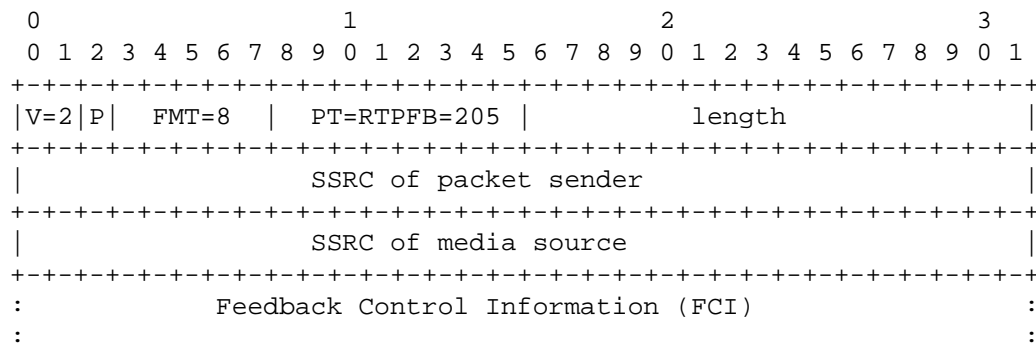 0                   1                   2                   3
 0 1 2 3 4 5 6 7 8 9 0 1 2 3 4 5 6 7 8 9 0 1 2 3 4 5 6 7 8 9 0 1
+-+-+-+-+-+-+-+-+-+-+-+-+-+-+-+-+-+-+-+-+-+-+-+-+-+-+-+-+-+-+-+-+
|V=2|P|  FMT=8  |  PT=RTPFB=205 |          length               |
+-+-+-+-+-+-+-+-+-+-+-+-+-+-+-+-+-+-+-+-+-+-+-+-+-+-+-+-+-+-+-+-+
|                  SSRC of packet sender                        |
+-+-+-+-+-+-+-+-+-+-+-+-+-+-+-+-+-+-+-+-+-+-+-+-+-+-+-+-+-+-+-+-+
|                  SSRC of media source                         |
+-+-+-+-+-+-+-+-+-+-+-+-+-+-+-+-+-+-+-+-+-+-+-+-+-+-+-+-+-+-+-+-+
:            Feedback Control Information (FCI)                 :
:                                                               :